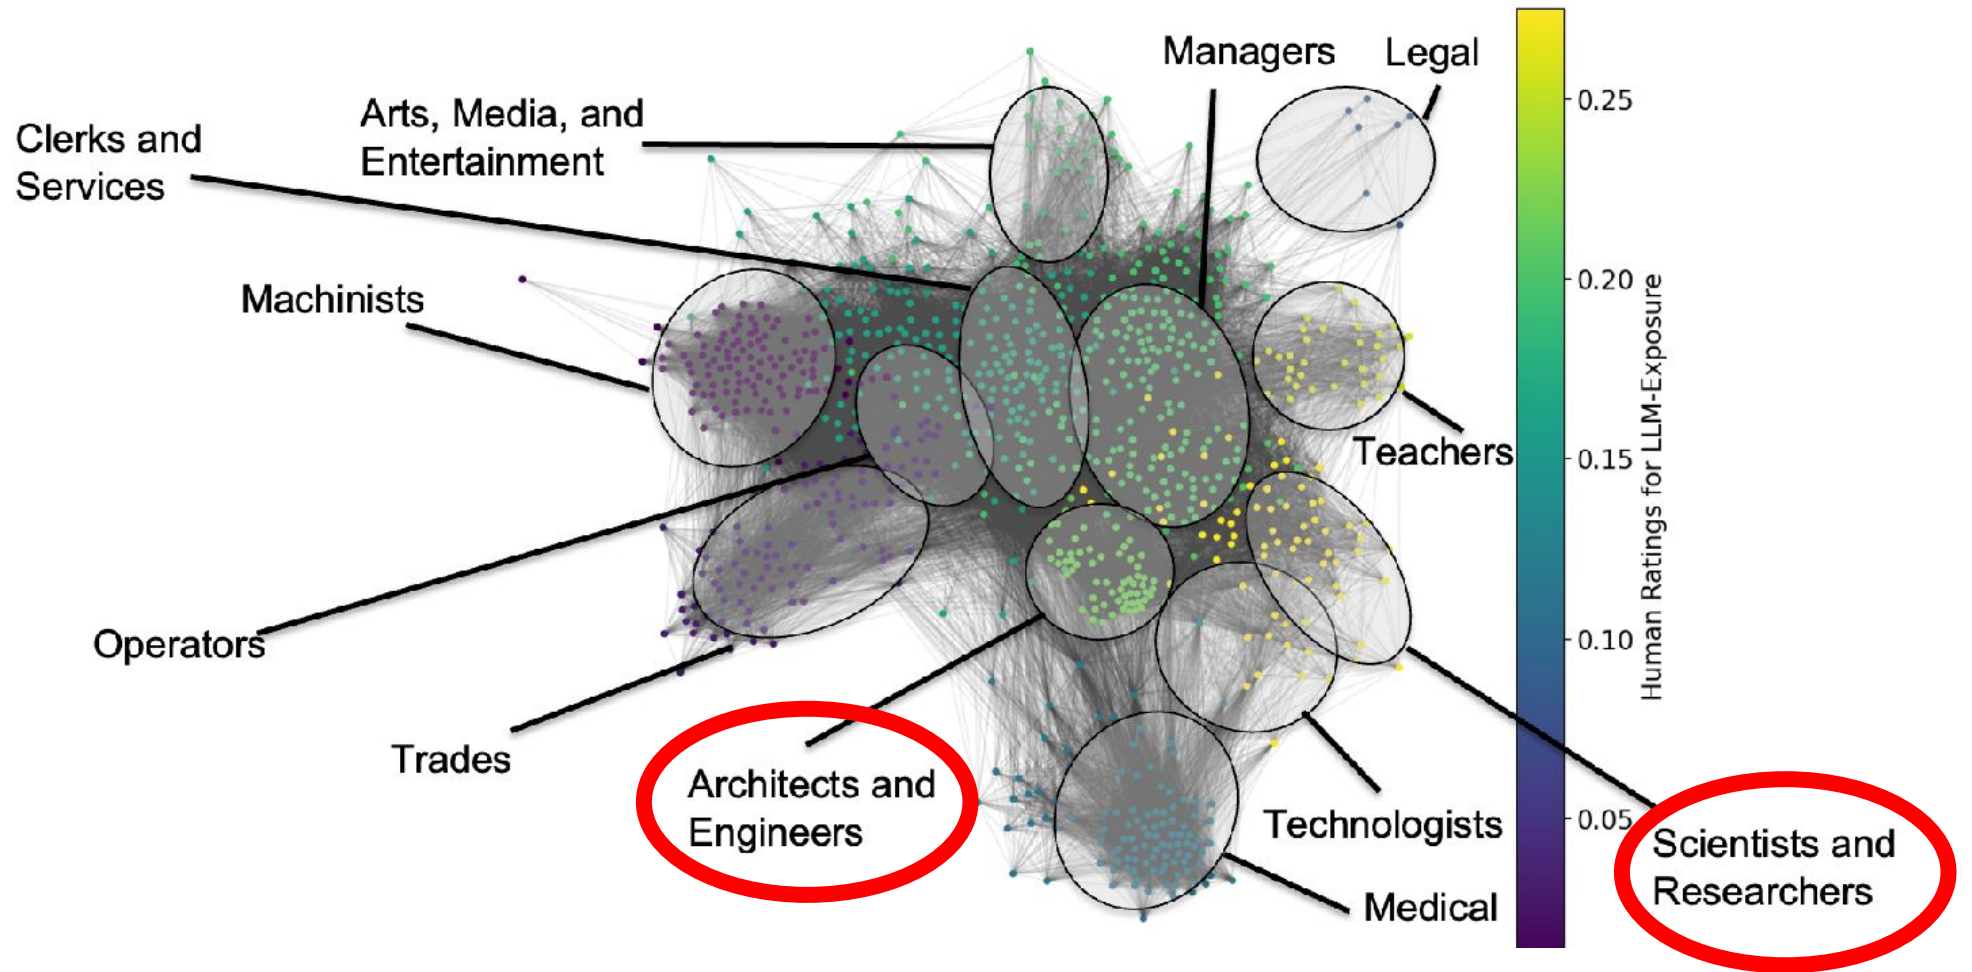 Managers
Legal
Arts, Media, and
Entertainment
Clerks and
Services
Machinists
Teachers
Operators
Trades
Architects and
Engineers
Technologists
Medical
Scientists and
Researchers
0.25
0.20
0.15
0.10
0.05
Human Ratings for LLM-Exposure